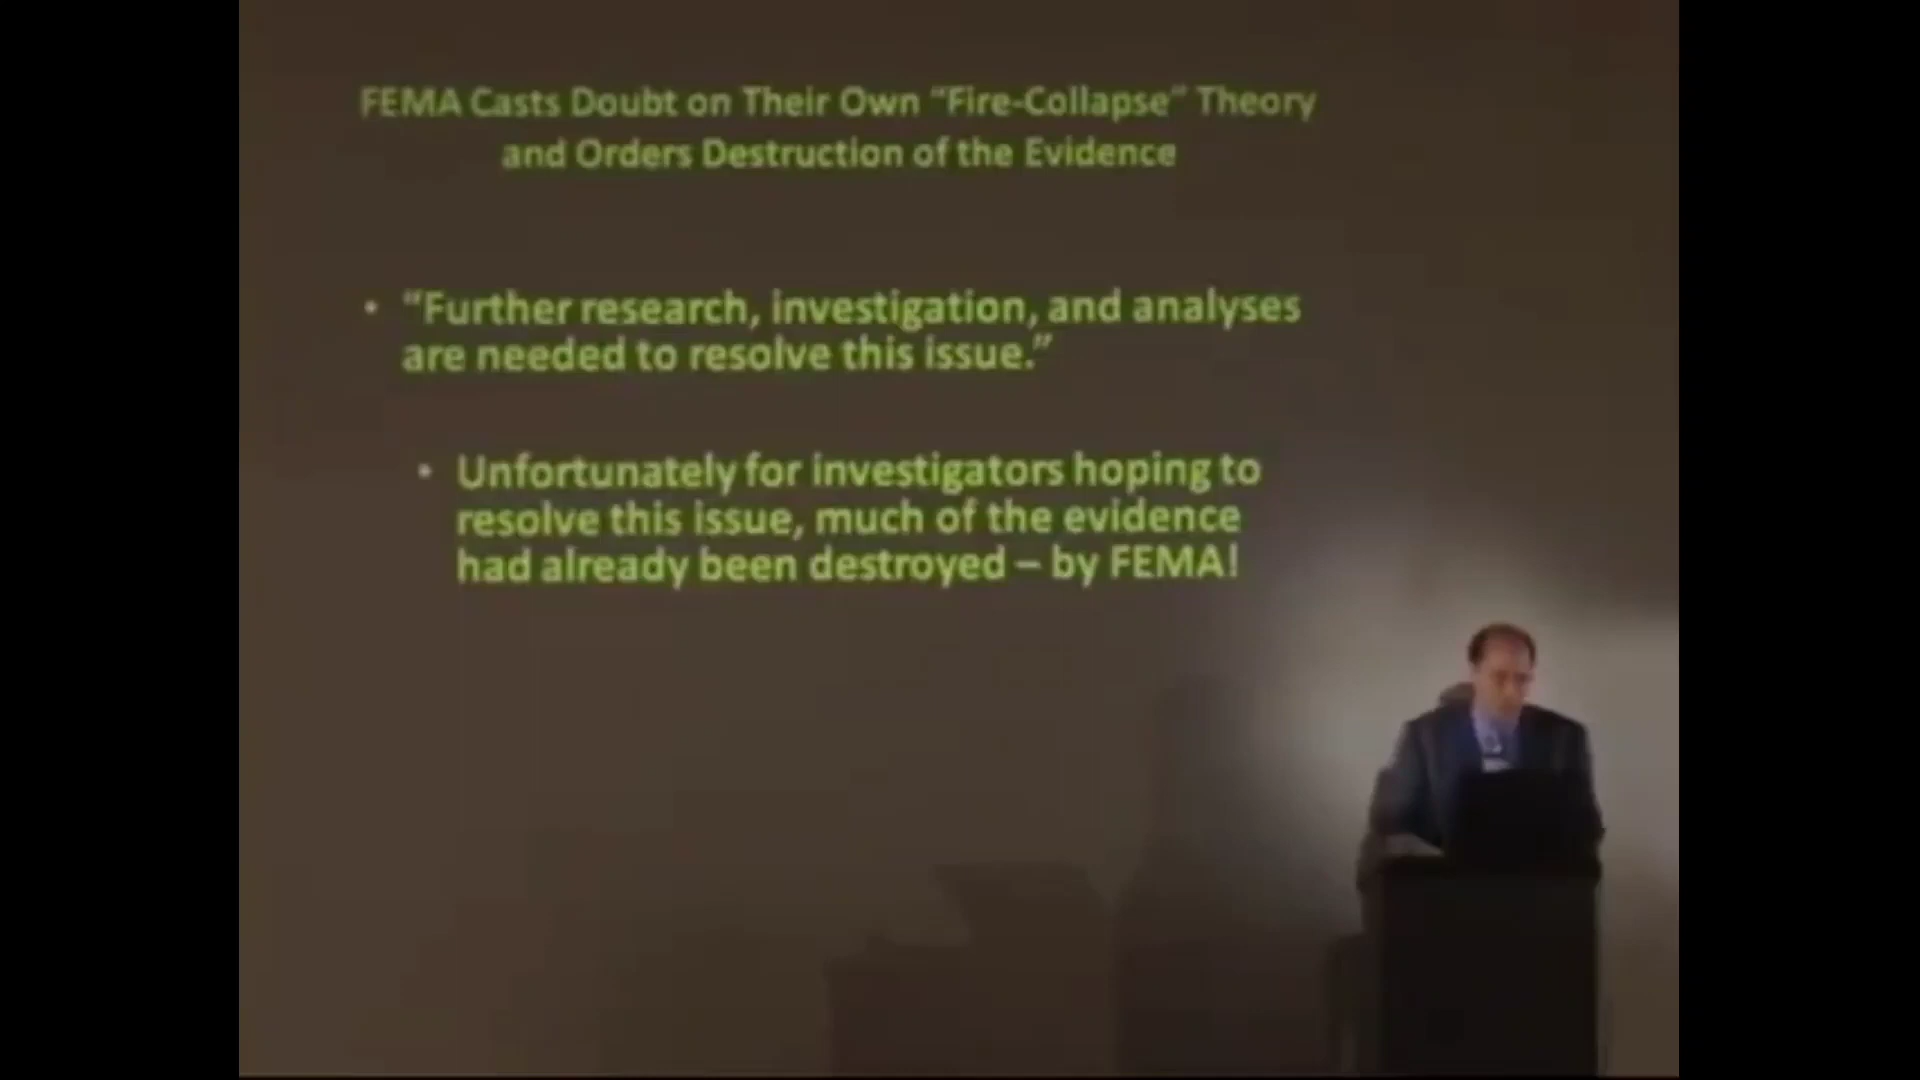 FEMA Casts Doubt on Their Own “Fire-Collapse” Theory
and Orders Destruction of the Evidence
• “Further research, investigation, and analyses
are needed to resolve this issue.”
• Unfortunately for investigators hoping to
resolve this issue, much of the evidence
had already been destroyed – by FEMA!